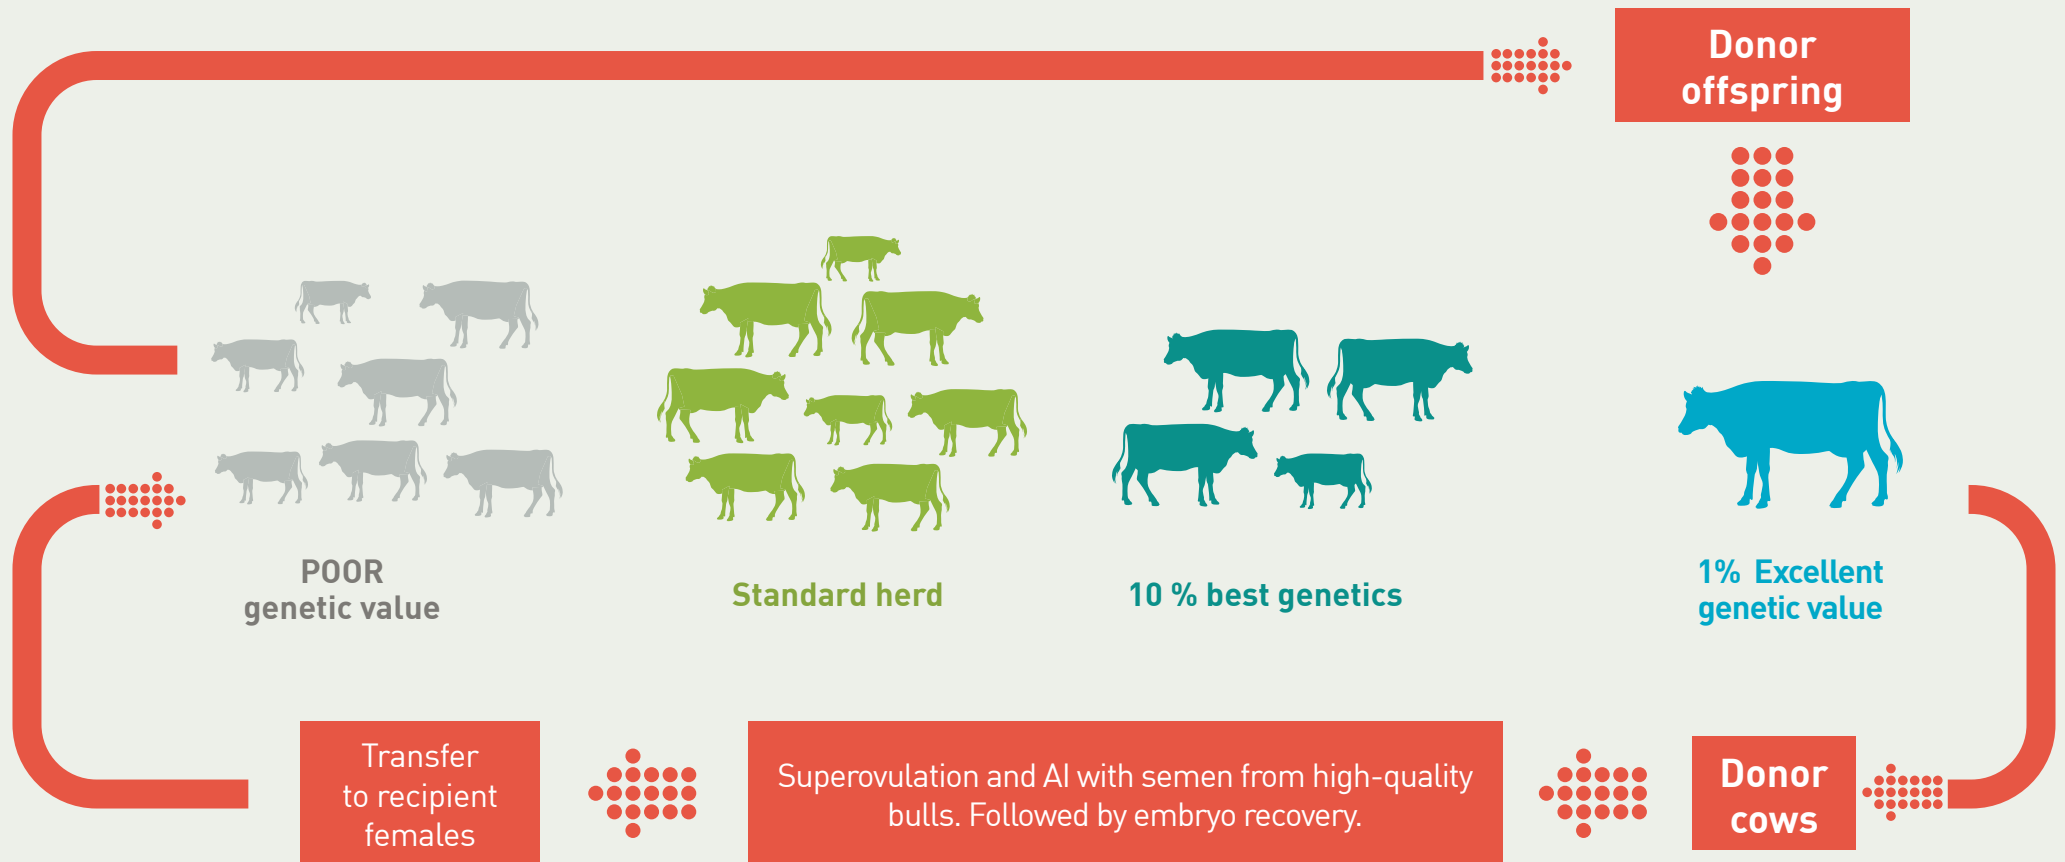 Donor
offspring
POOR
genetic value
Standard herd
10 % best genetics
1% Excellent
genetic value
Transfer
to recipient
females
Superovulation and AI with semen from high-quality
bulls. Followed by embryo recovery.
Donor
cows